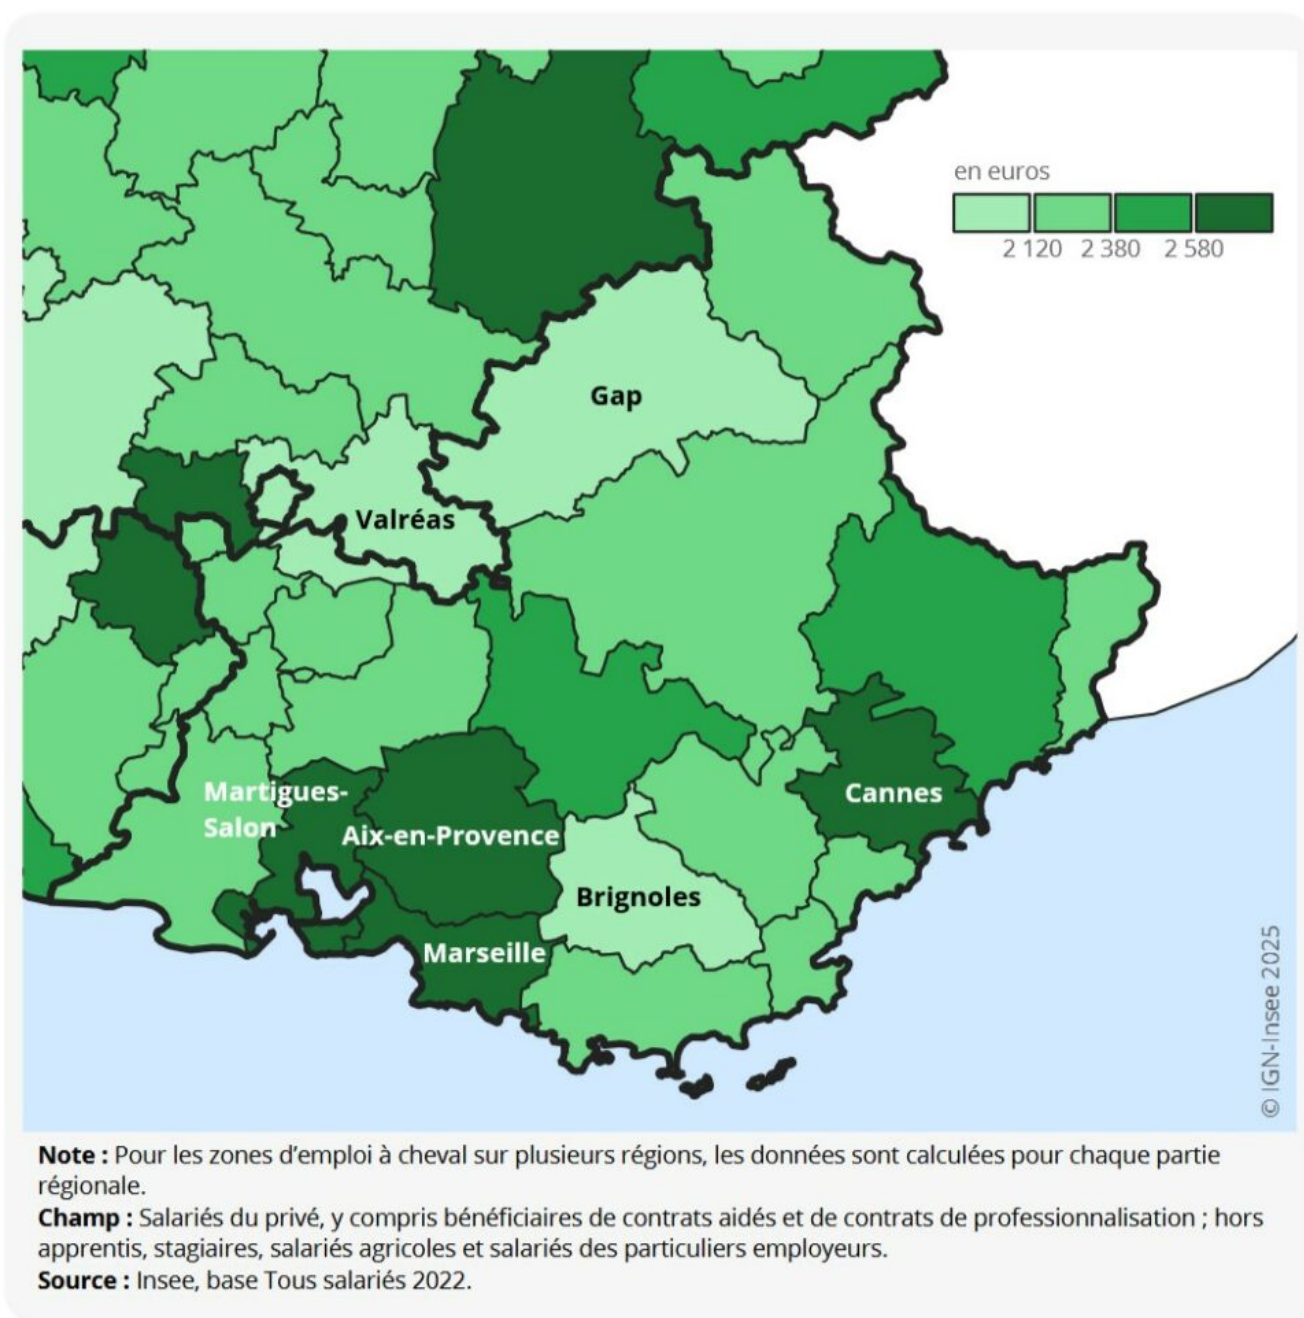 en euros
2 120 2 380 2 580
Gap
Valréas
Martigues-
Salon
Aix-en-Provence
Cannes
Brignoles
Marseille
© IGN-Insee 2025
Note : Pour les zones d’emploi à cheval sur plusieurs régions, les données sont calculées pour chaque partie
régionale.
Champ : Salariés du privé, y compris bénéficiaires de contrats aidés et de contrats de professionnalisation ; hors
apprentis, stagiaires, salariés agricoles et salariés des particuliers employeurs.
Source : Insee, base Tous salariés 2022.